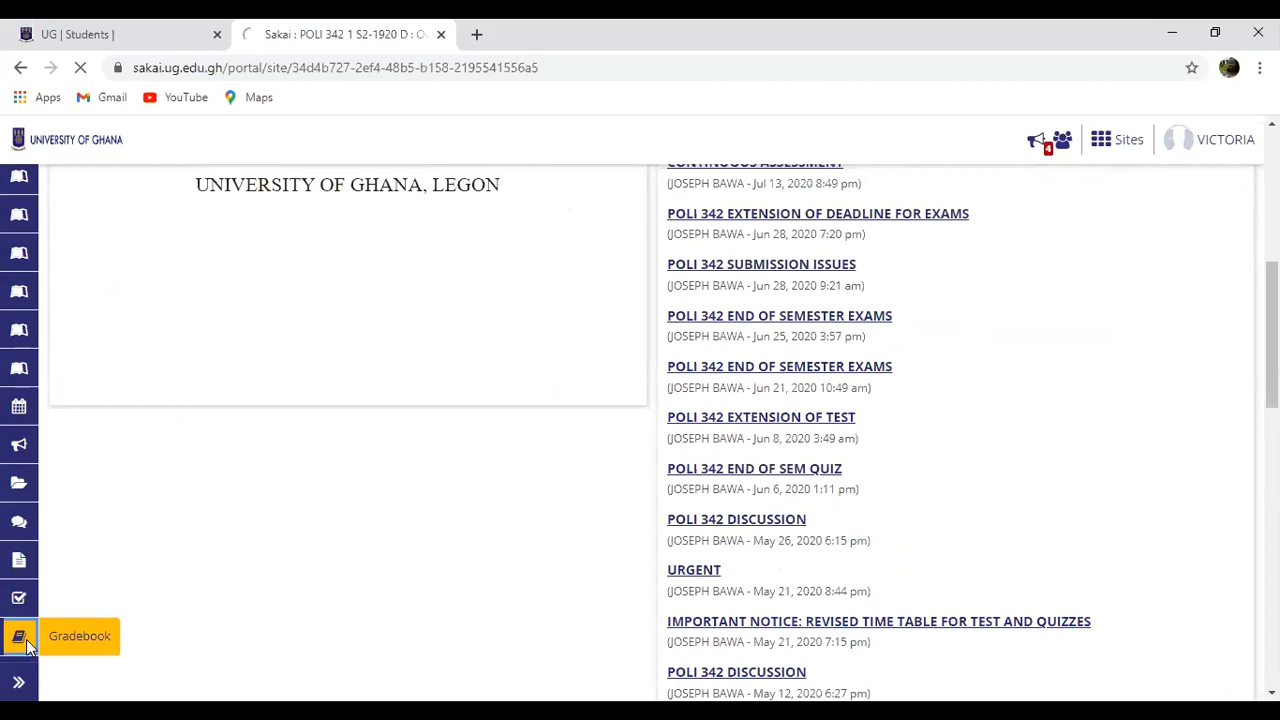 UG | Students |
Sakai : POLI 342 1 S2-1920 D : Ov
sakai.ug.edu.gh/portal/site/34d4b727-2ef4-48b5-b158-2195541556a5
Apps
Gmail
YouTube
Maps
UNIVERSITY OF GHANA
4
Sites
VICTORIA
UNIVERSITY OF GHANA, LEGON
CONTINUOUS ASSESSMENT
(JOSEPH BAWA - Jul 13, 2020 8:49 pm)
POLI 342 EXTENSION OF DEADLINE FOR EXAMS
(JOSEPH BAWA - Jun 28, 2020 7:20 pm)
POLI 342 SUBMISSION ISSUES
(JOSEPH BAWA - Jun 28, 2020 9:21 am)
POLI 342 END OF SEMESTER EXAMS
(JOSEPH BAWA - Jun 25, 2020 3:57 pm)
POLI 342 END OF SEMESTER EXAMS
(JOSEPH BAWA - Jun 21, 2020 10:49 am)
POLI 342 EXTENSION OF TEST
(JOSEPH BAWA - Jun 8, 2020 3:49 am)
POLI 342 END OF SEM QUIZ
(JOSEPH BAWA - Jun 6, 2020 1:11 pm)
POLI 342 DISCUSSION
(JOSEPH BAWA - May 26, 2020 6:15 pm)
URGENT
(JOSEPH BAWA - May 21, 2020 8:44 pm)
IMPORTANT NOTICE: REVISED TIME TABLE FOR TEST AND QUIZZES
(JOSEPH BAWA - May 21, 2020 7:15 pm)
POLI 342 DISCUSSION
(JOSEPH BAWA - May 12, 2020 6:27 pm)
Gradebook